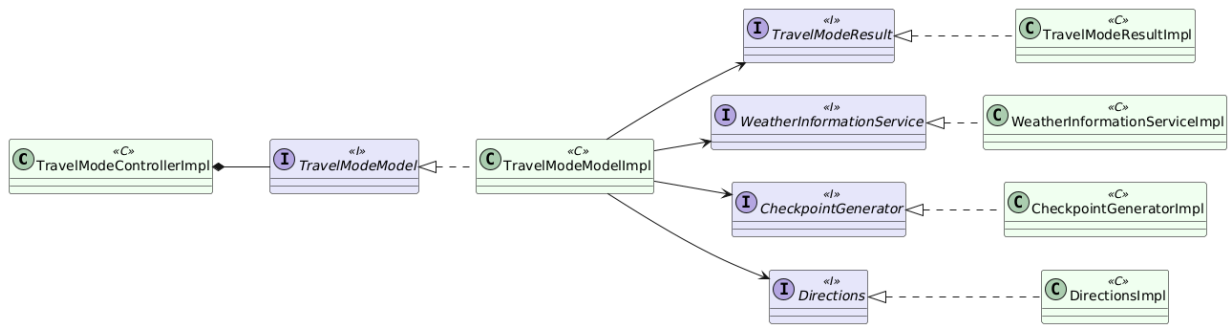 «I»
I TravelModeResult
«C»
C TravelModeResultImpl
«I»
I WeatherInformationService
«C»
C WeatherInformationServiceImpl
«C»
C TravelModeControllerImpl
«I»
I TravelModeModel
«C»
C TravelModeModelImpl
«I»
I CheckpointGenerator
«C»
C CheckpointGeneratorImpl
«I»
I Directions
«C»
C DirectionsImpl